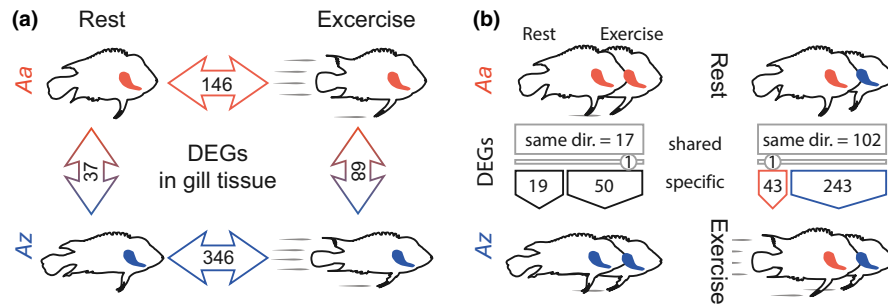 (a)
Rest
Excercise
Aa
146
37
DEGs
in gill tissue
68
Az
346
(b)
Rest
Exercise
Aa
Rest
DEGs
same dir. = 17
shared
same dir. = 102
1
1
19
50
specific
43
243
Az
Exercise